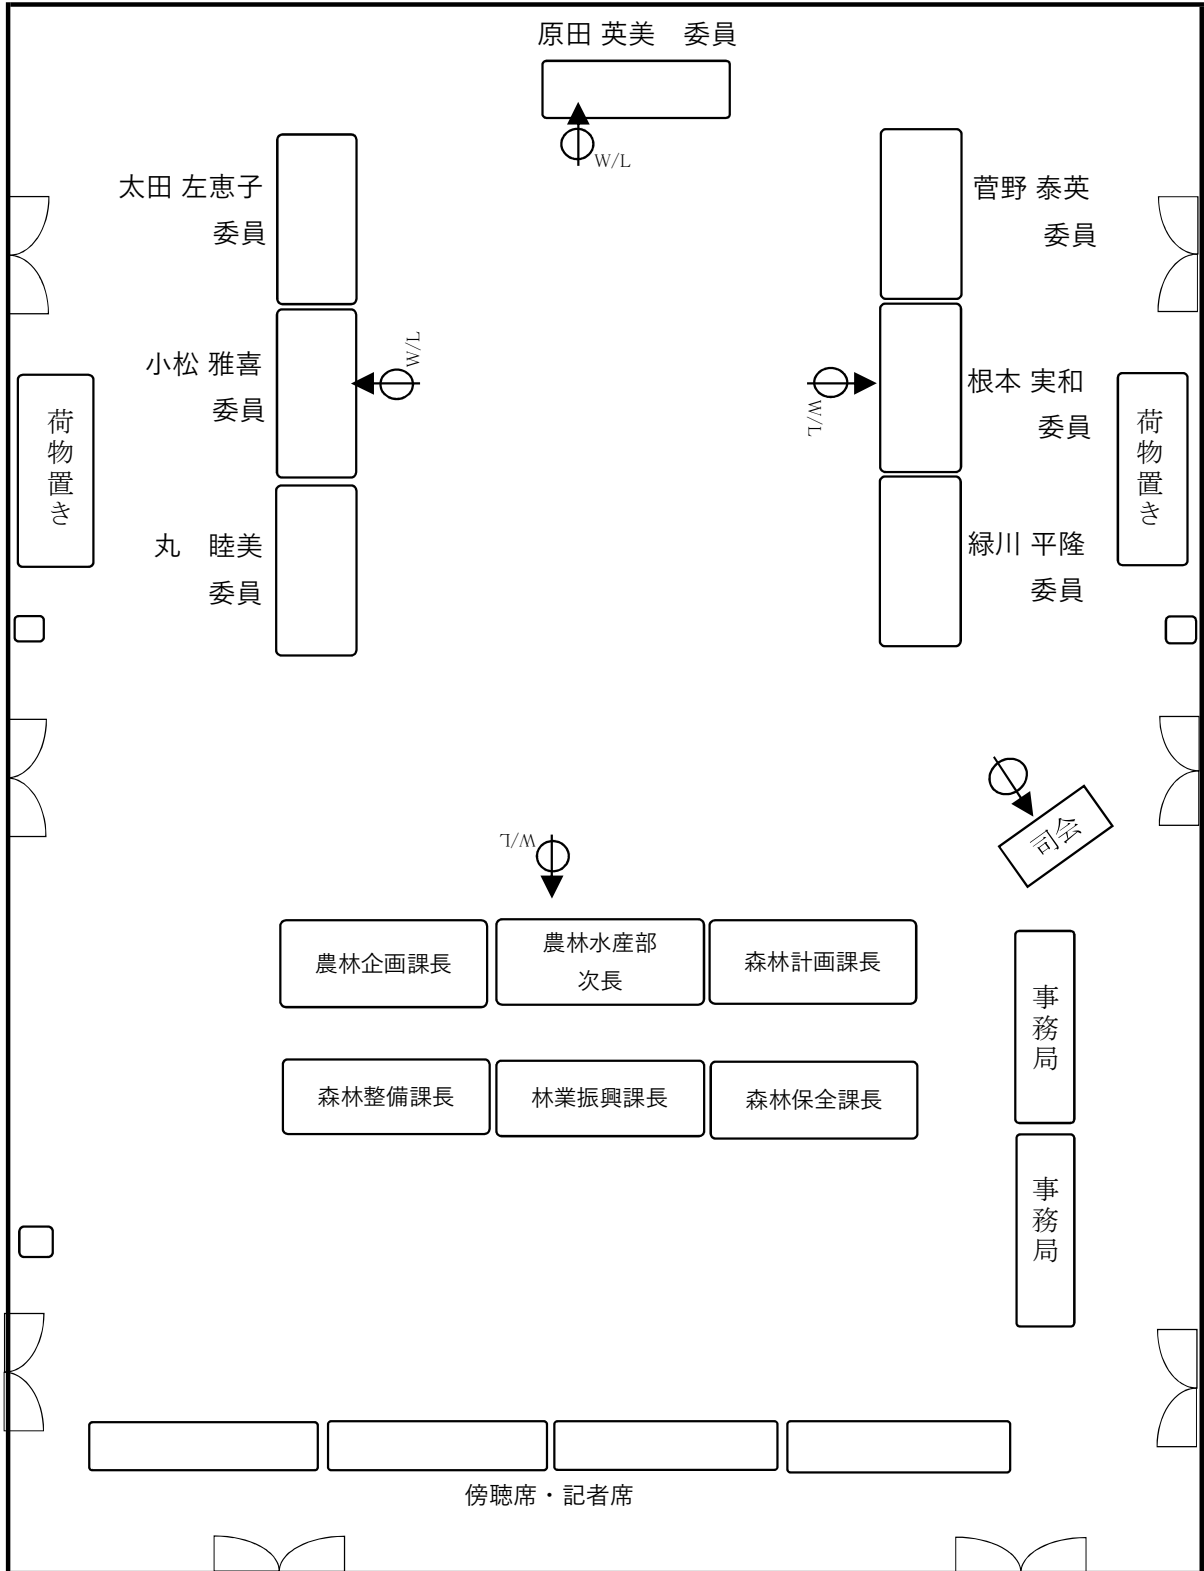 原田 英美　委員
W/L
太田 左恵子
委員
菅野 泰英
委員
小松 雅喜
委員
W/L
W/L
根本 実和
委員
荷物置き
荷物置き
丸　睦美
委員
緑川 平隆
委員
司会
W/L
農林企画課長
農林水産部
次長
森林計画課長
事務局
森林整備課長
林業振興課長
森林保全課長
事務局
傍聴席・記者席